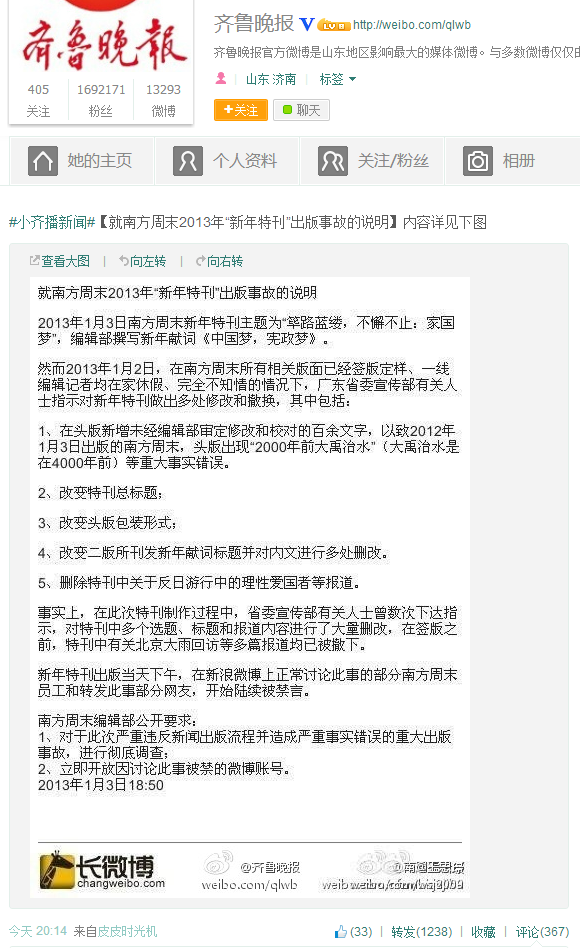 齐鲁晚报
405
关注
1692171
粉丝
13293
微博
齐鲁晚报 V LV 8 http://weibo.com/qlwb
齐鲁晚报官方微博是山东地区影响最大的媒体微博。与多数微博仅仅
山东 济南 标签
+关注 聊天
她的主页 个人资料 关注/粉丝 相册
#小齐播新闻#【就南方周末2013年“新年特刊”出版事故的说明】内容详见下图
查看大图 | 向左转 | 向右转
就南方周末2013年“新年特刊”出版事故的说明
2013年1月3日南方周末新年特刊主题为“筚路蓝缕，不懈不止：家国
梦”，编辑部撰写新年献词《中国梦，宪政梦》。
然而2013年1月2日，在南方周末所有相关版面已经签版定样、一线
编辑记者均在家休假、完全不知情的情况下，广东省委宣传部有关人
士指示对新年特刊做出多处修改和撤换，其中包括：
1、在头版新增未经编辑部审定修改和校对的百余文字，以致2012年
1月3日出版的南方周末，头版出现“2000年前大禹治水”（大禹治水是
在4000年前）等重大事实错误。
2、改变特刊总标题；
3、改变头版包装形式；
4、改变二版所刊发新年献词标题并对内文进行多处删改。
5、删除特刊中关于反日游行中的理性爱国者等报道。
事实上，在此次特刊制作过程中，省委宣传部有关人士曾数次下达指
示，对特刊中多个选题、标题和报道内容进行了大量删改，在签版之
前，特刊中有关北京大雨回访等多篇报道均已被撤下。
新年特刊出版当天下午，在新浪微博上正常讨论此事的部分南方周末
员工和转发此事部分网友，开始陆续被禁言。
南方周末编辑部公开要求：
1、对于此次严重违反新闻出版流程并造成严重事实错误的重大出版
事故，进行彻底调查；
2、立即开放因讨论此事被禁的微博账号。
2013年1月3日18:50
长微博
changweibo.com
@齐鲁晚报
weibo.com/qlwb
今天 20:14 来自皮皮时光机
(33) | 转发(1238) | 收藏 | 评论(367)